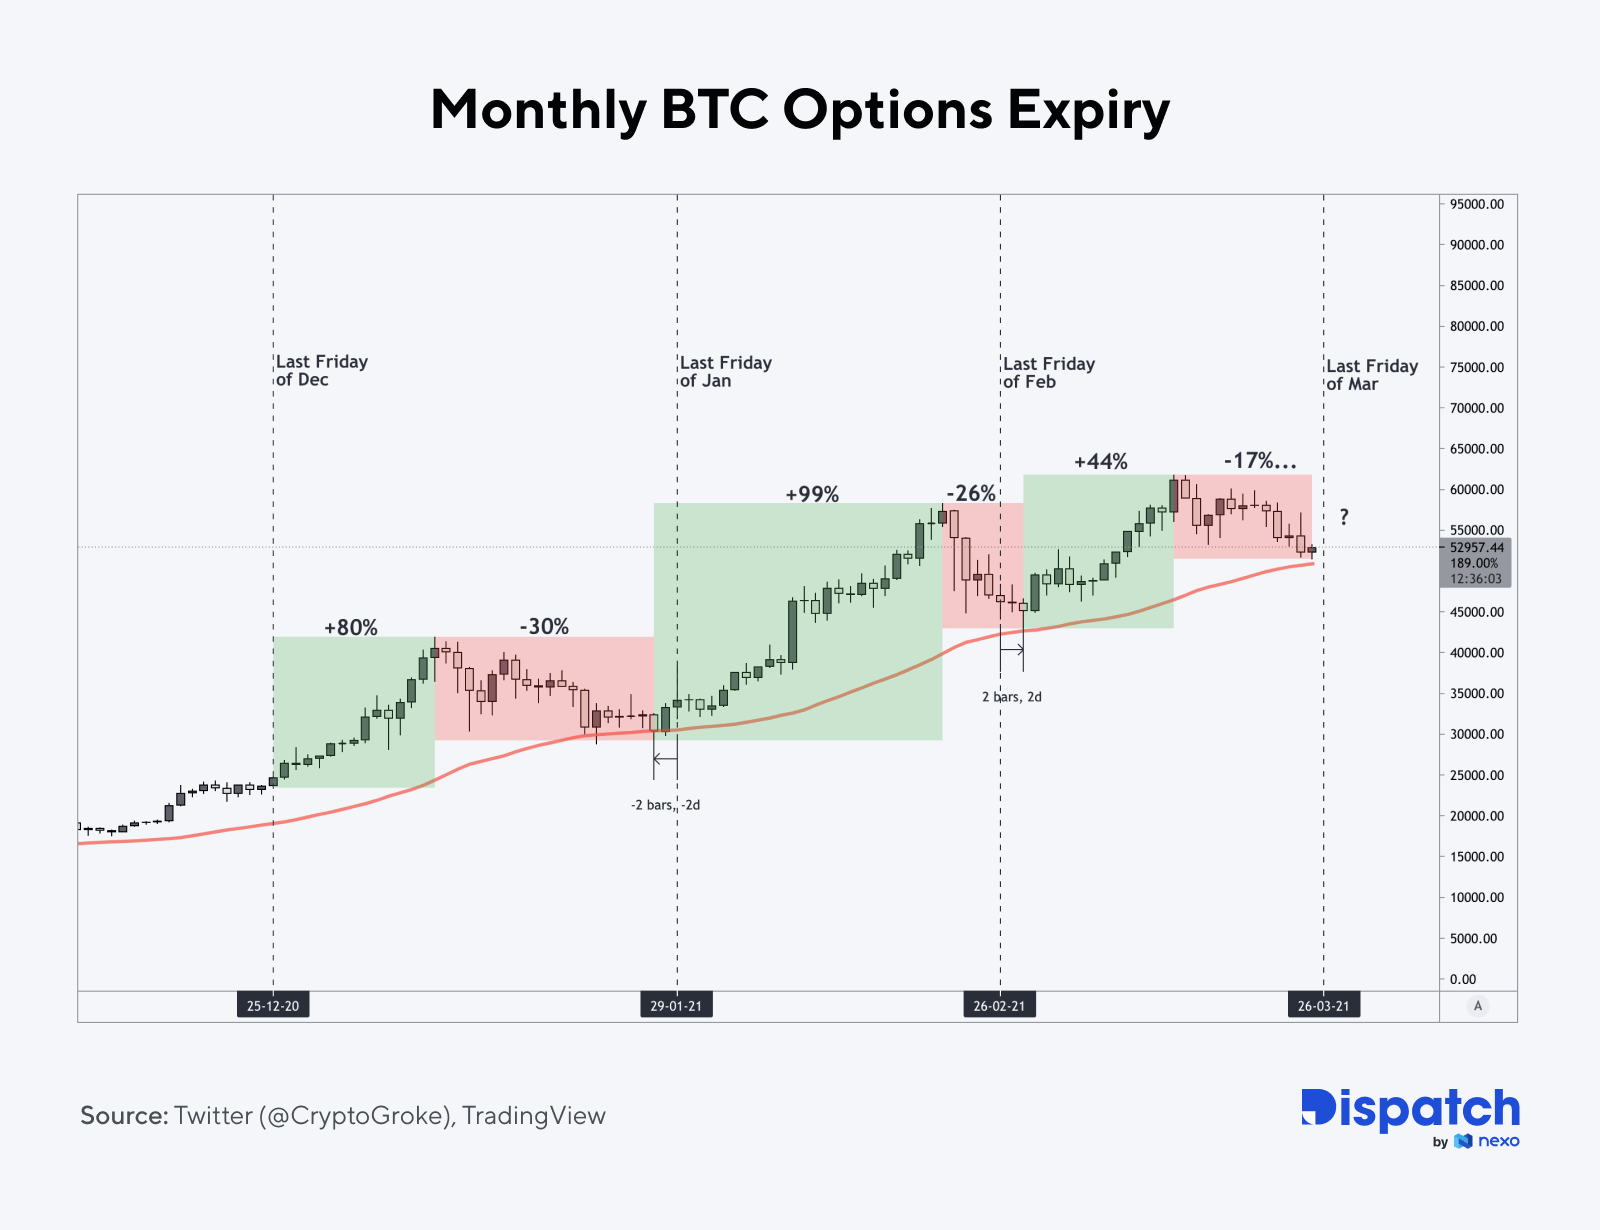 Monthly BTC Options Expiry
95000.00
90000.00
85000.00
80000.00
75000.00
70000.00
65000.00
60000.00
55000.00
52957.44
189.00%
12:36:03
45000.00
40000.00
35000.00
30000.00
25000.00
20000.00
15000.00
10000.00
5000.00
0.00
Last Friday
of Dec
Last Friday
of Jan
Last Friday
of Feb
Last Friday
of Mar
+80%
-30%
+99%
-26%
+44%
-17%...
?
-2 bars, -2d
2 bars, 2d
25-12-20
29-01-21
26-02-21
26-03-21
A
Source: Twitter (@CryptoGroke), TradingView
Dispatch
by nexo